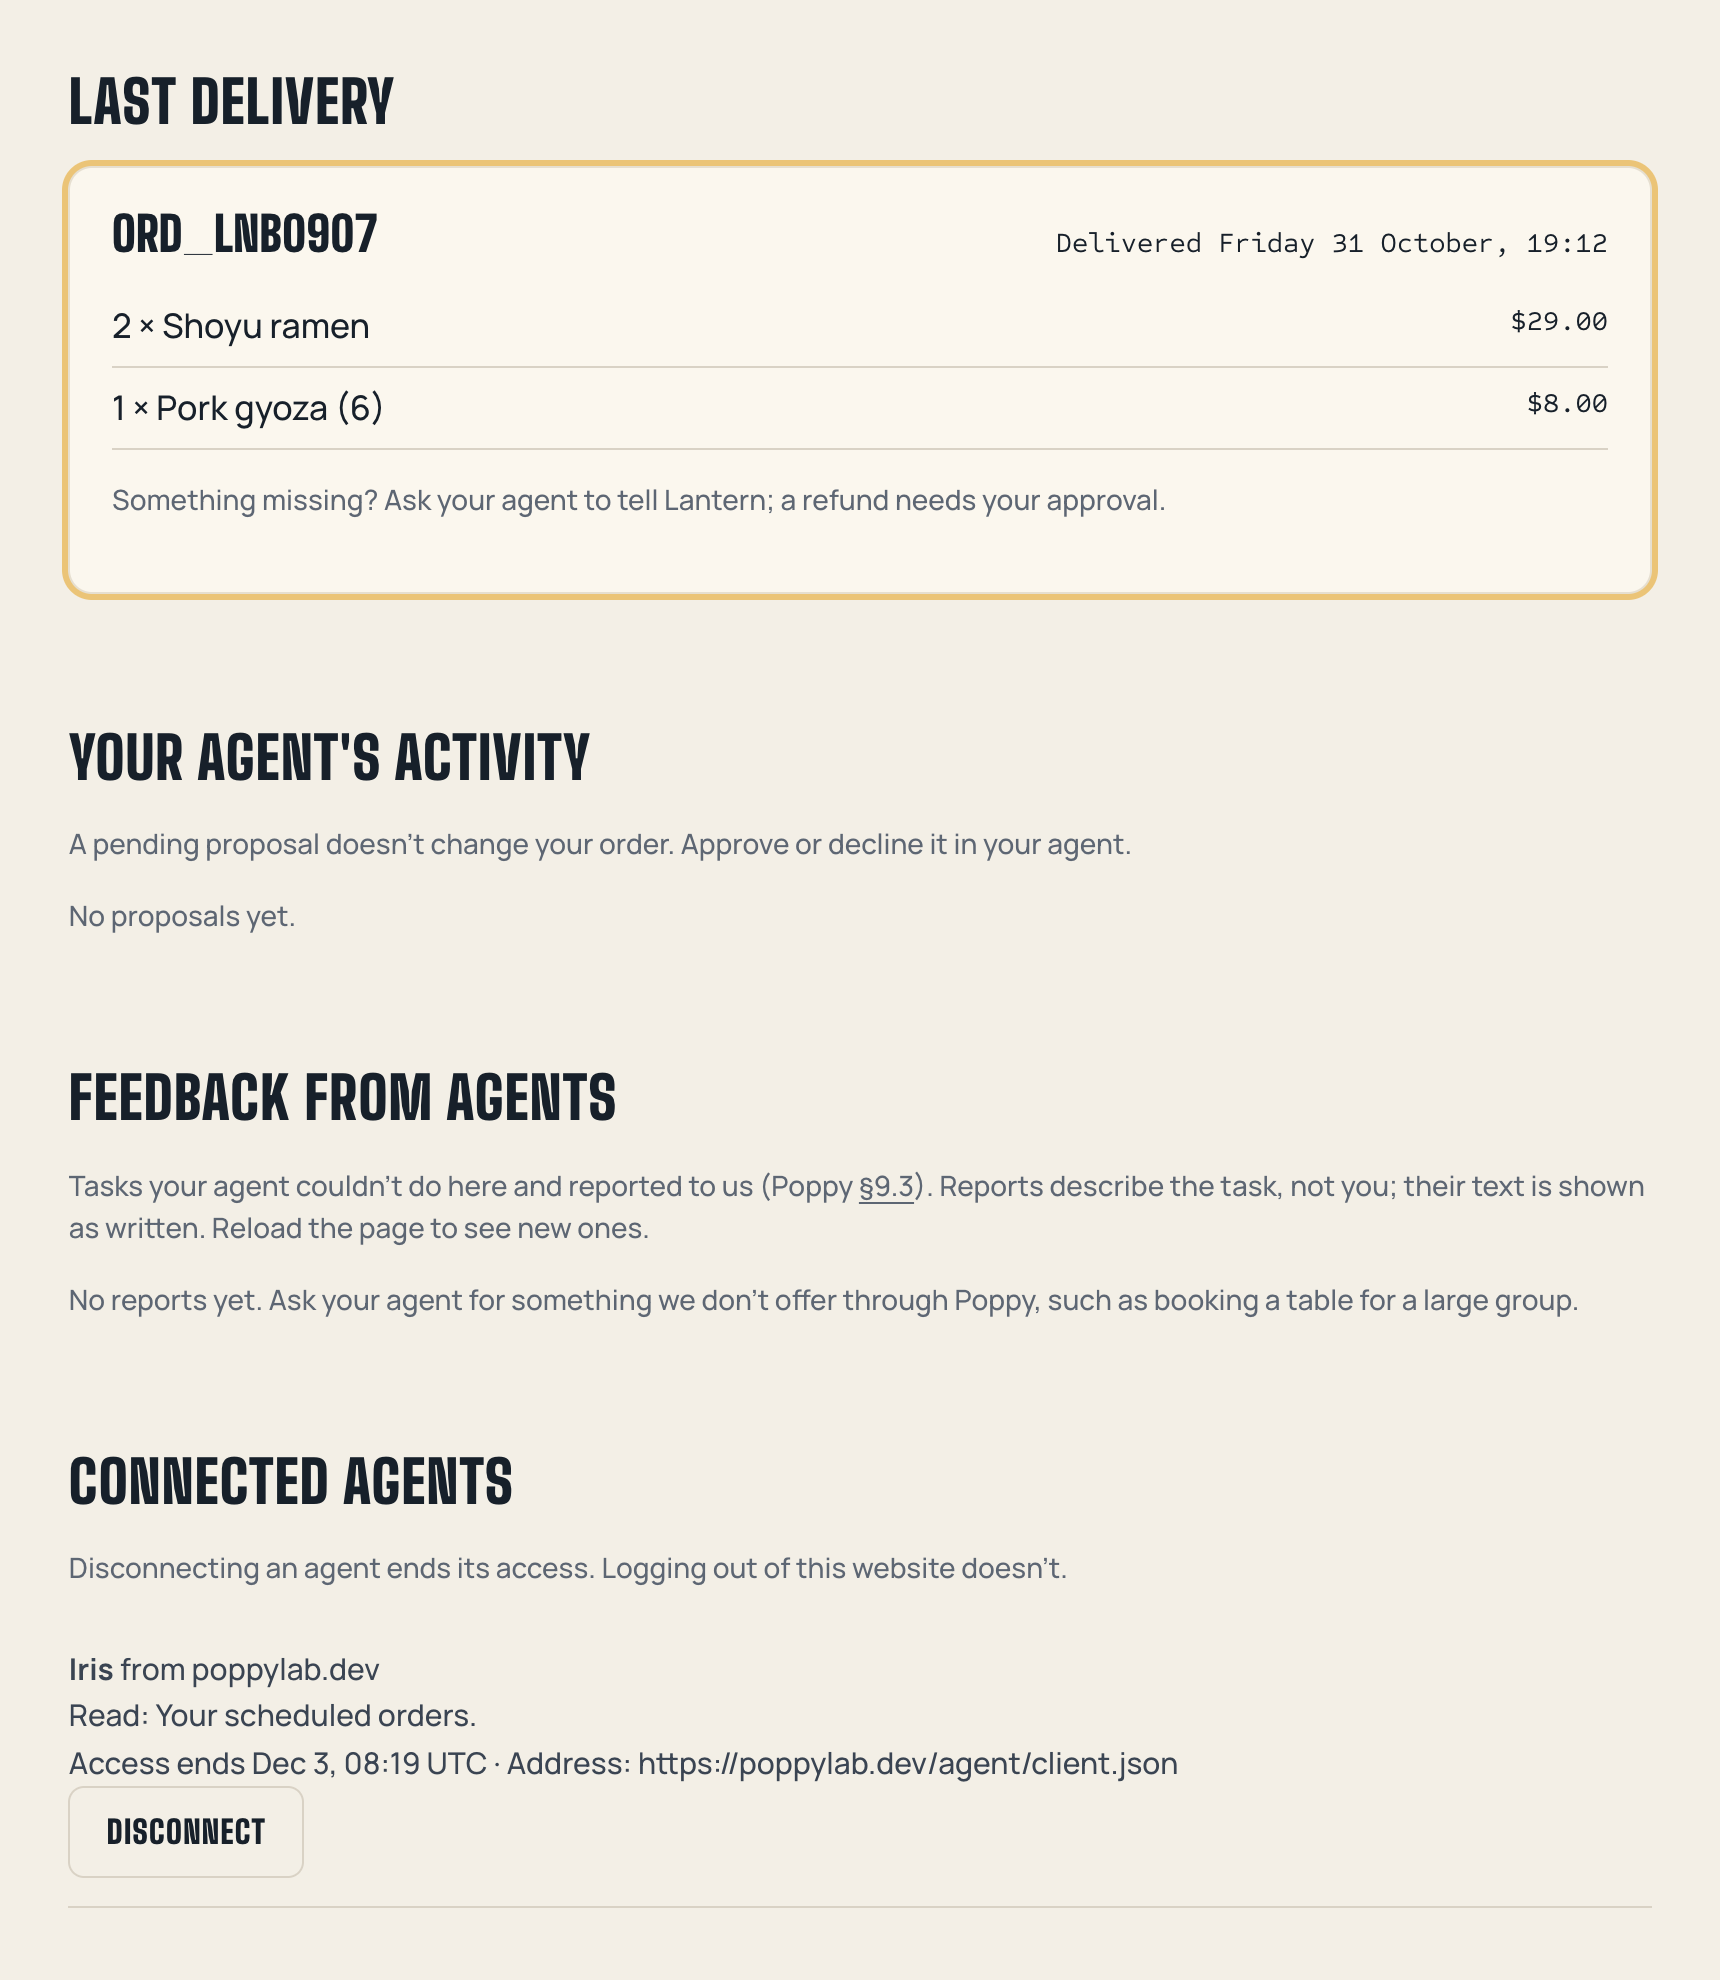 LAST DELIVERY
ORD_LNB0907
Delivered Friday 31 October, 19:12
2 × Shoyu ramen
$29.00
1 × Pork gyoza (6)
$8.00
Something missing? Ask your agent to tell Lantern; a refund needs your approval.
YOUR AGENT'S ACTIVITY
A pending proposal doesn’t change your order. Approve or decline it in your agent.
No proposals yet.
FEEDBACK FROM AGENTS
Tasks your agent couldn’t do here and reported to us (Poppy §9.3). Reports describe the task, not you; their text is shown
as written. Reload the page to see new ones.
No reports yet. Ask your agent for something we don’t offer through Poppy, such as booking a table for a large group.
CONNECTED AGENTS
Disconnecting an agent ends its access. Logging out of this website doesn’t.
Iris from poppylab.dev
Read: Your scheduled orders.
Access ends Dec 3, 08:19 UTC · Address: https://poppylab.dev/agent/client.json
DISCONNECT